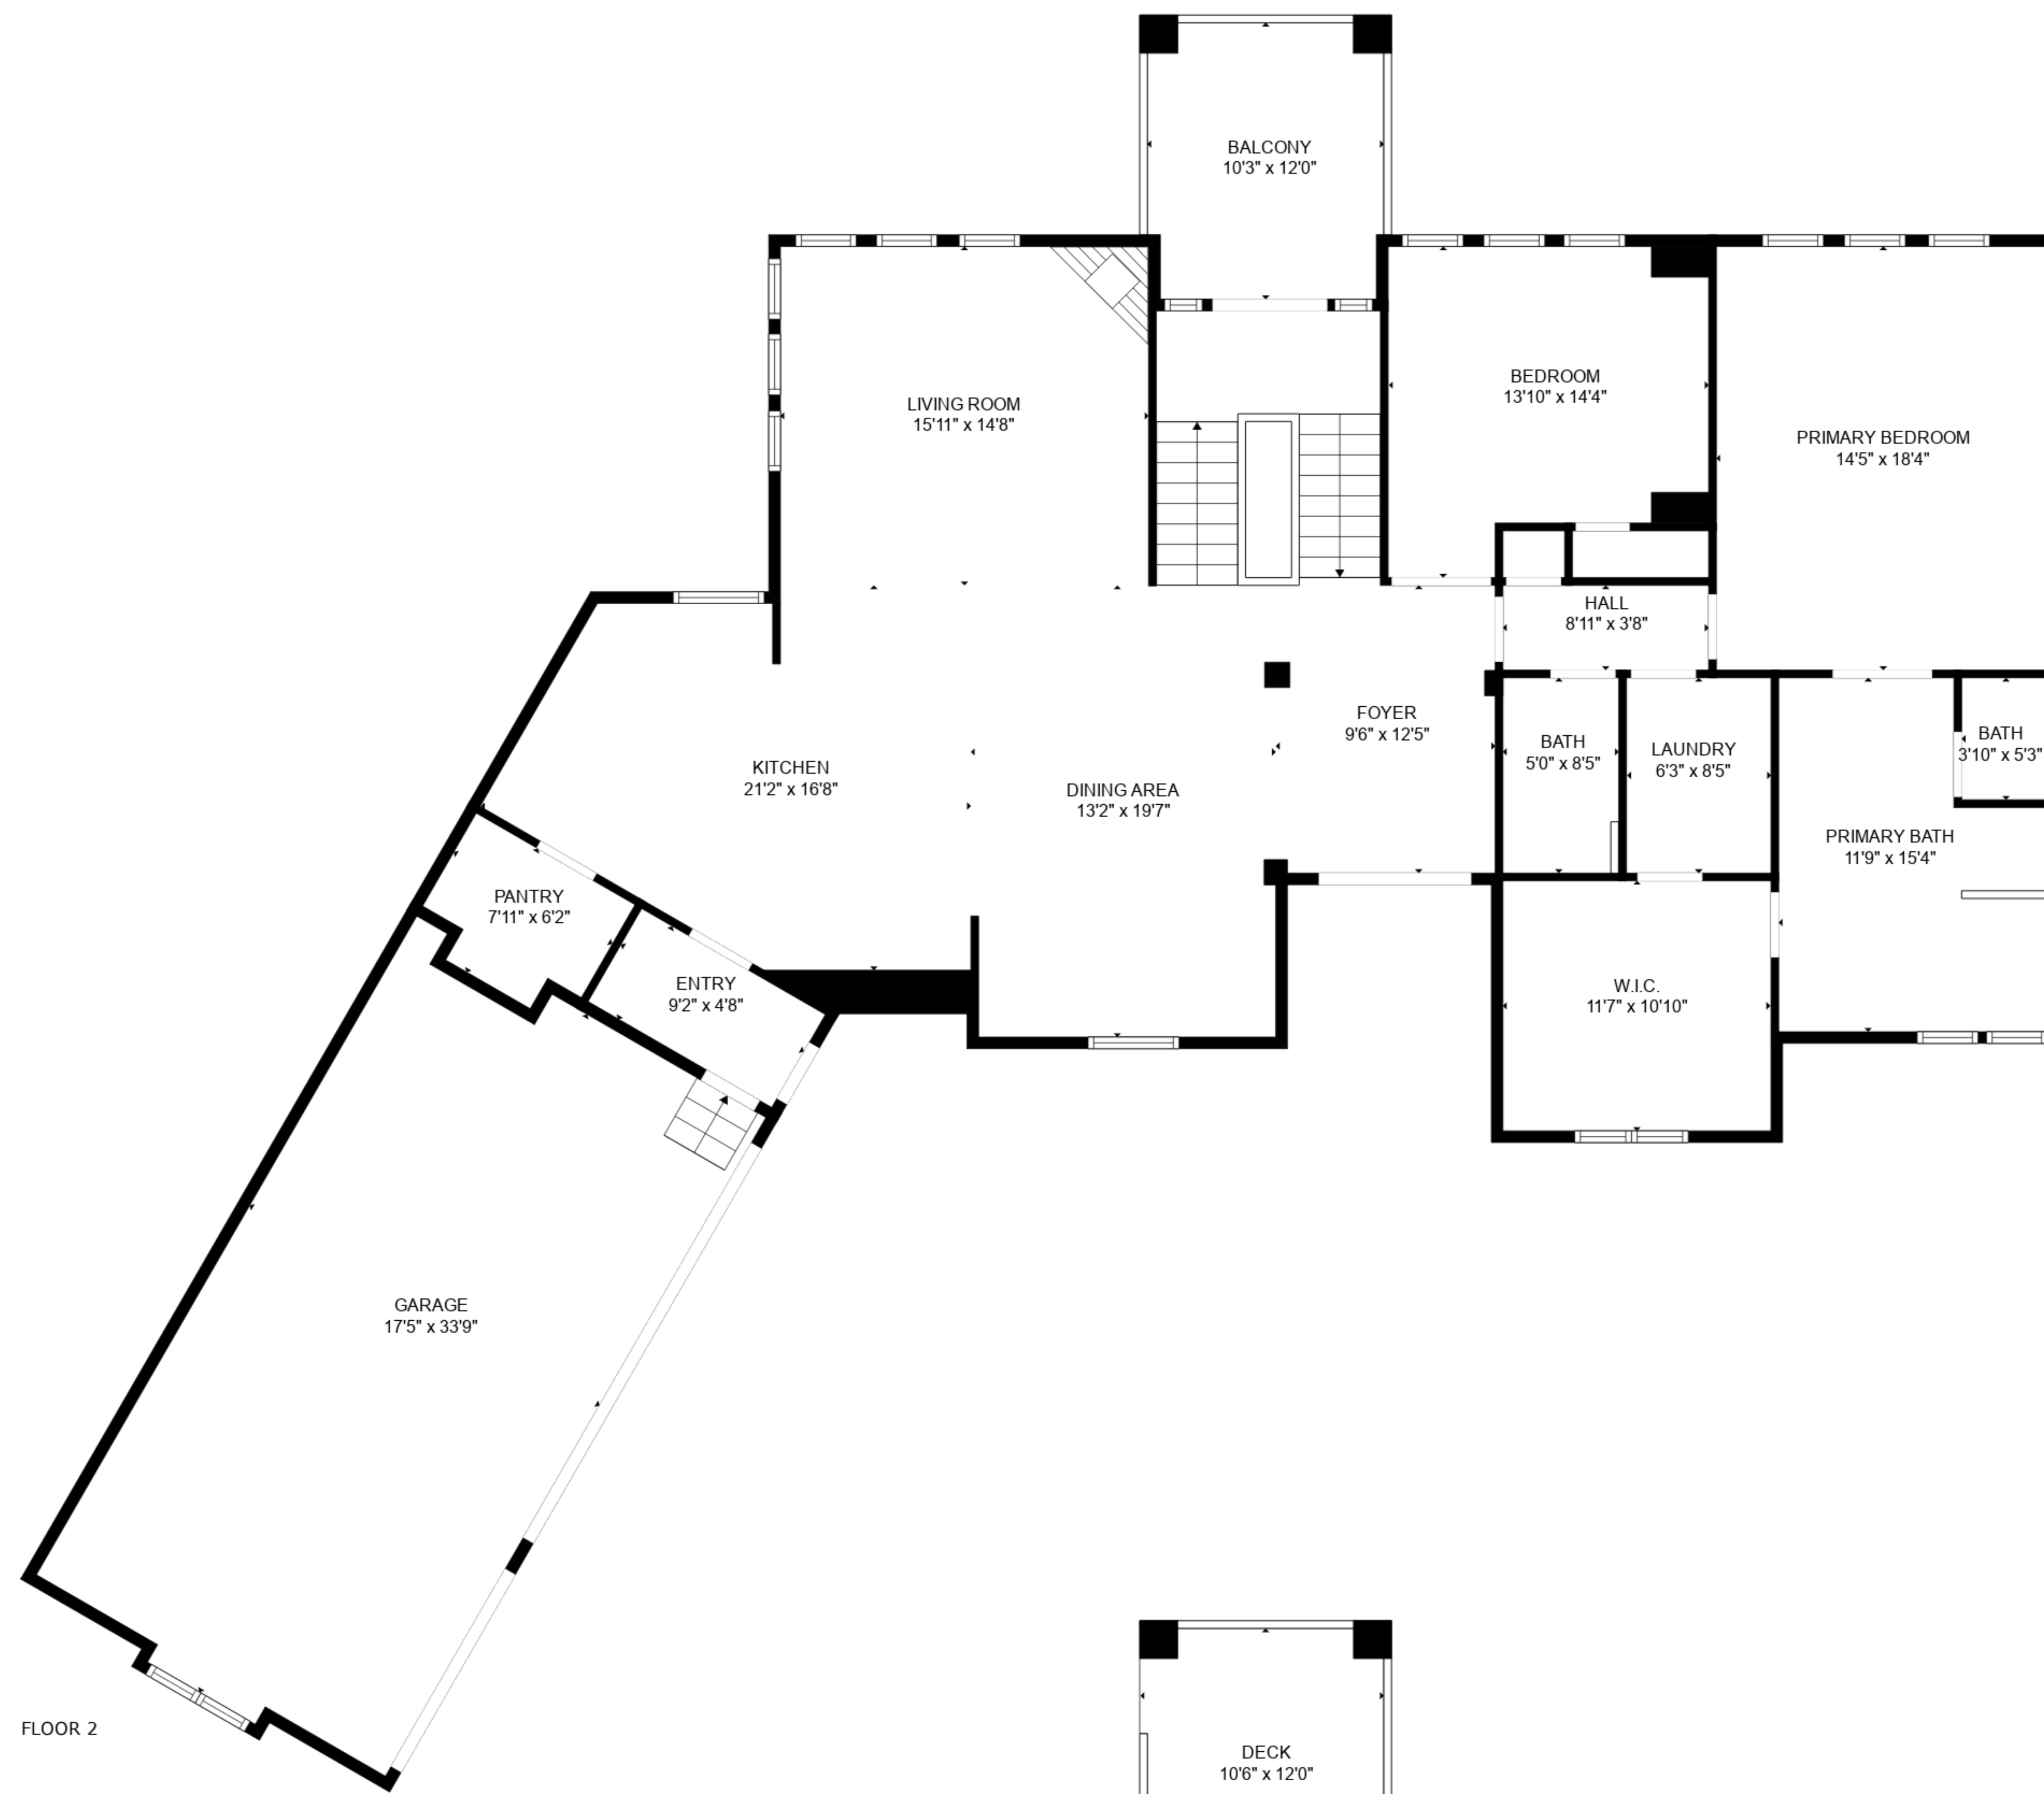 BALCONY
10'3" x 12'0"
LIVING ROOM
15'11" x 14'8"
BEDROOM
13'10" x 14'4"
PRIMARY BEDROOM
14'5" x 18'4"
HALL
8'11" x 3'8"
FOYER
9'6" x 12'5"
BATH
5'0" x 8'5"
LAUNDRY
6'3" x 8'5"
BATH
3'10" x 5'3"
KITCHEN
21'2" x 16'8"
DINING AREA
13'2" x 19'7"
PRIMARY BATH
11'9" x 15'4"
PANTRY
7'11" x 6'2"
ENTRY
9'2" x 4'8"
W.I.C.
11'7" x 10'10"
GARAGE
17'5" x 33'9"
FLOOR 2
DECK
10'6" x 12'0"